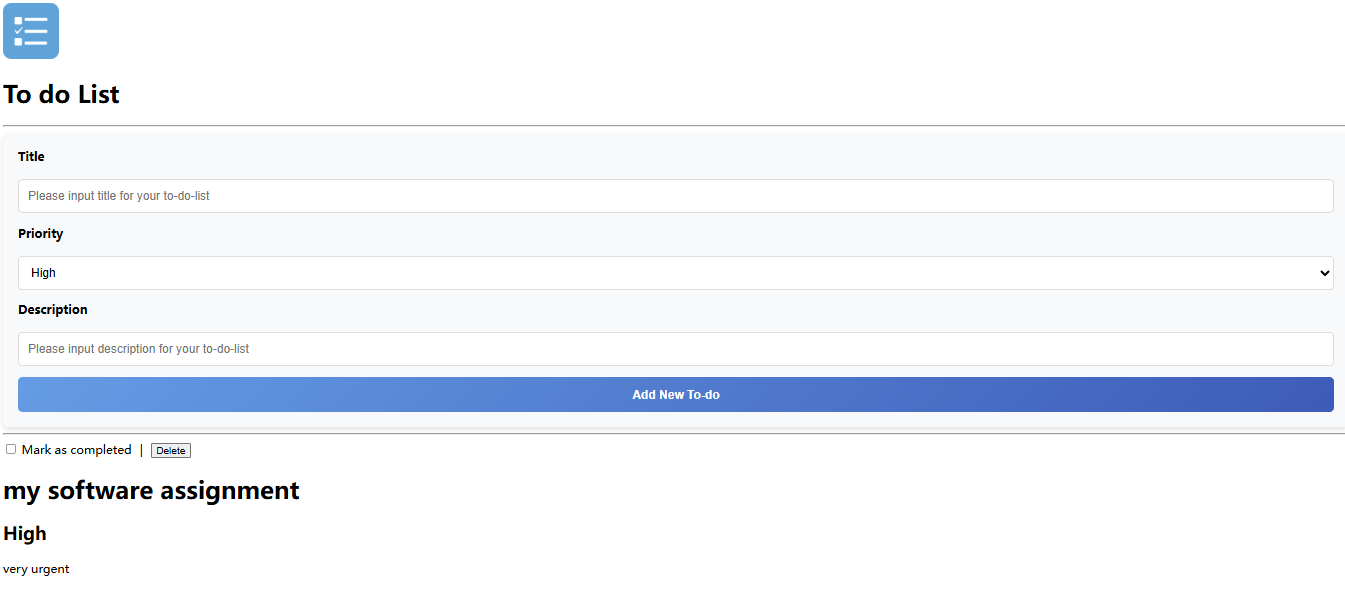 To do List
Title
Please input title for your to-do-list
Priority
High
Description
Please input description for your to-do-list
Add New To-do
Mark as completed | Delete
my software assignment
High
very urgent